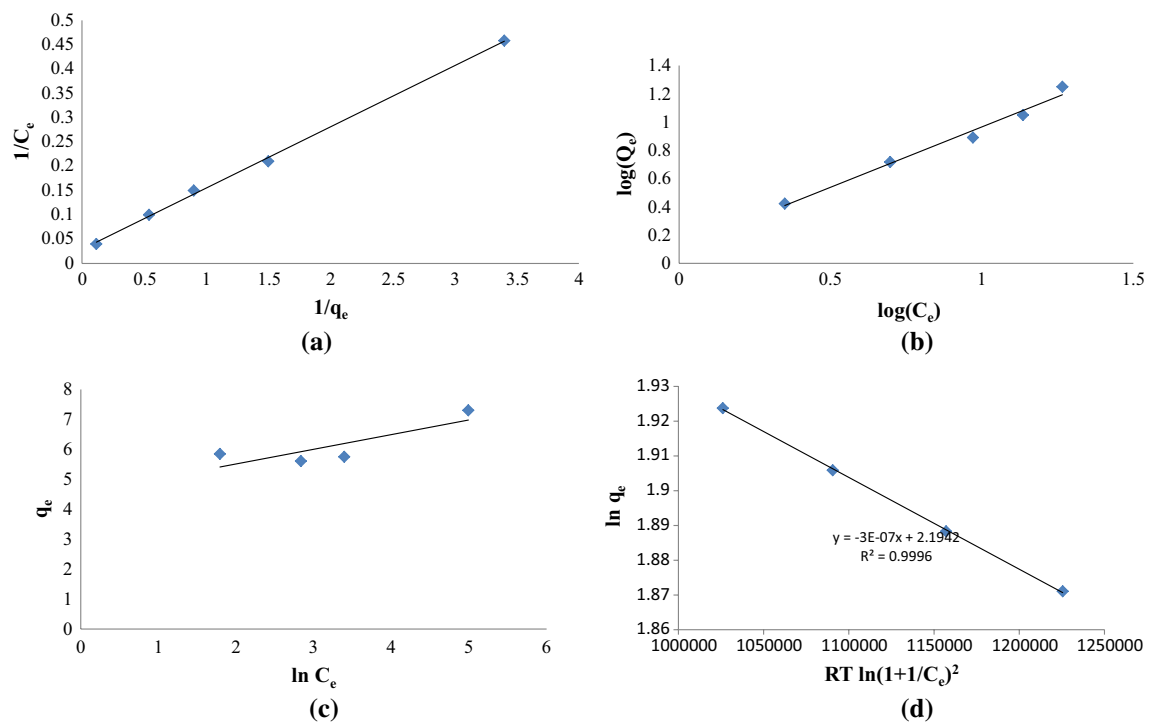 0.5
0.45
0.4
0.35
0.3
0.25
0.2
0.15
0.1
0.05
0
1/Cₑ
0 0.5 1 1.5 2 2.5 3 3.5 4
1/qₑ
(a)
1.4
1.2
1
0.8
0.6
0.4
0.2
0
log(Qₑ)
0 0.5 1 1.5
log(Cₑ)
(b)
8
7
6
5
4
3
2
1
0
qₑ
0 1 2 3 4 5 6
ln Cₑ
(c)
1.93
1.92
1.91
1.9
1.89
1.88
1.87
1.86
ln qₑ
y = -3E-07x + 2.1942
R² = 0.9996
1000000 1050000 1100000 1150000 1200000 1250000
RT ln(1+1/Cₑ)²
(d)